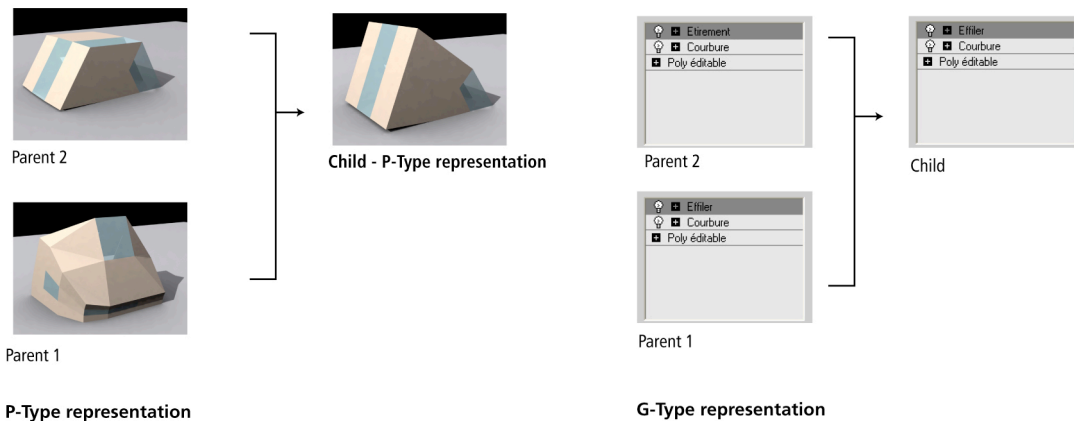 Parent 2
Child - P-Type representation
Parent 1
P-Type representation
Etirement
Courbure
Poly éditable
Parent 2
Effiler
Courbure
Poly éditable
Child
Effiler
Courbure
Poly éditable
Parent 1
G-Type representation